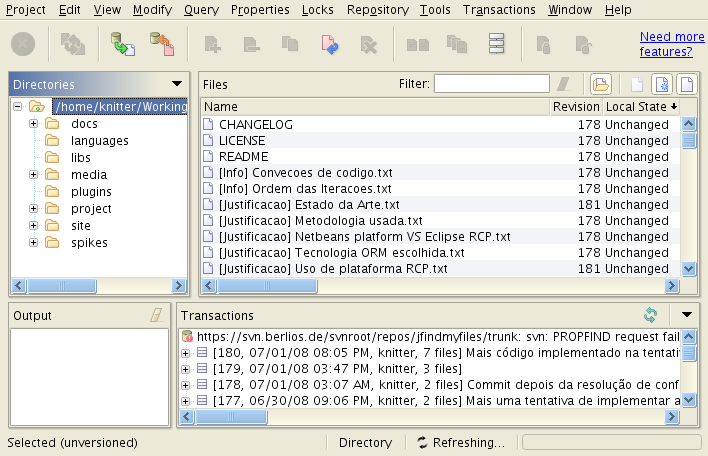 Project Edit View Modify Query Properties Locks Repository Tools Transactions Window Help
Need more
features?
Directories
/home/knitter/Working
docs
languages
libs
media
plugins
project
site
spikes
Files Filter:
Name Revision Local State
CHANGELOG 178 Unchanged
LICENSE 178 Unchanged
README 178 Unchanged
[Info] Convecoes de codigo.txt 178 Unchanged
[Info] Ordem das Iteracoes.txt 178 Unchanged
[Justificacao] Estado da Arte.txt 181 Unchanged
[Justificacao] Metodologia usada.txt 178 Unchanged
[Justificacao] Netbeans platform VS Eclipse RCP.txt 178 Unchanged
[Justificacao] Tecnologia ORM escolhida.txt 178 Unchanged
[Justificacao] Uso de plataforma RCP.txt 181 Unchanged
Output
Transactions
https://svn.berlios.de/svnroot/repos/jfindmyfiles/trunk: svn: PROPFIND request fail
[180, 07/01/08 08:05 PM, knitter, 7 files] Mais código implementado na tentati
[179, 07/01/08 03:47 PM, knitter, 3 files]
[178, 07/01/08 03:07 AM, knitter, 2 files] Commit depois da resolução de conf
[177, 06/30/08 09:06 PM, knitter, 2 files] Mais uma tentativa de implementar a
Selected (unversioned) Directory Refreshing...